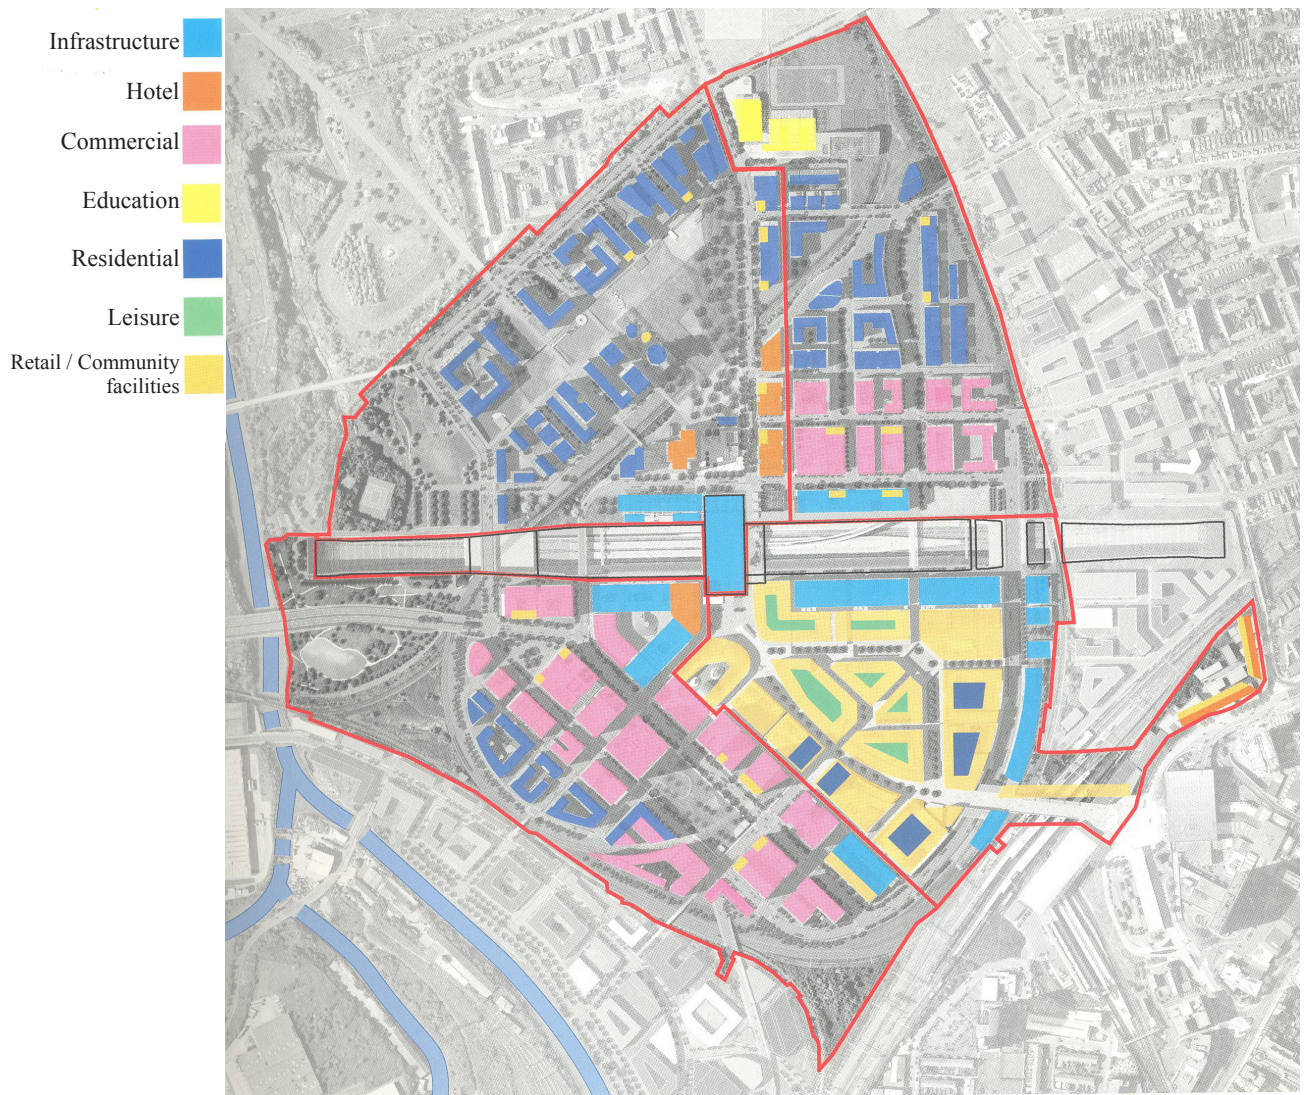 Infrastructure
Hotel
Commercial
Education
Residential
Leisure
Retail / Community
facilities